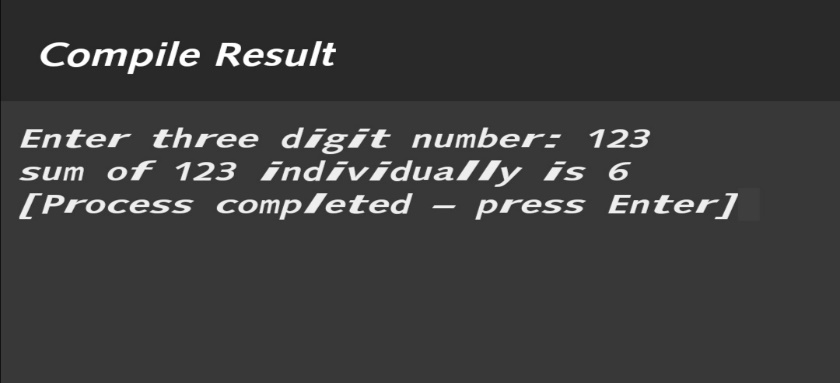 Compile Result
Enter three digit number: 123
sum of 123 individually is 6
[Process completed – press Enter]